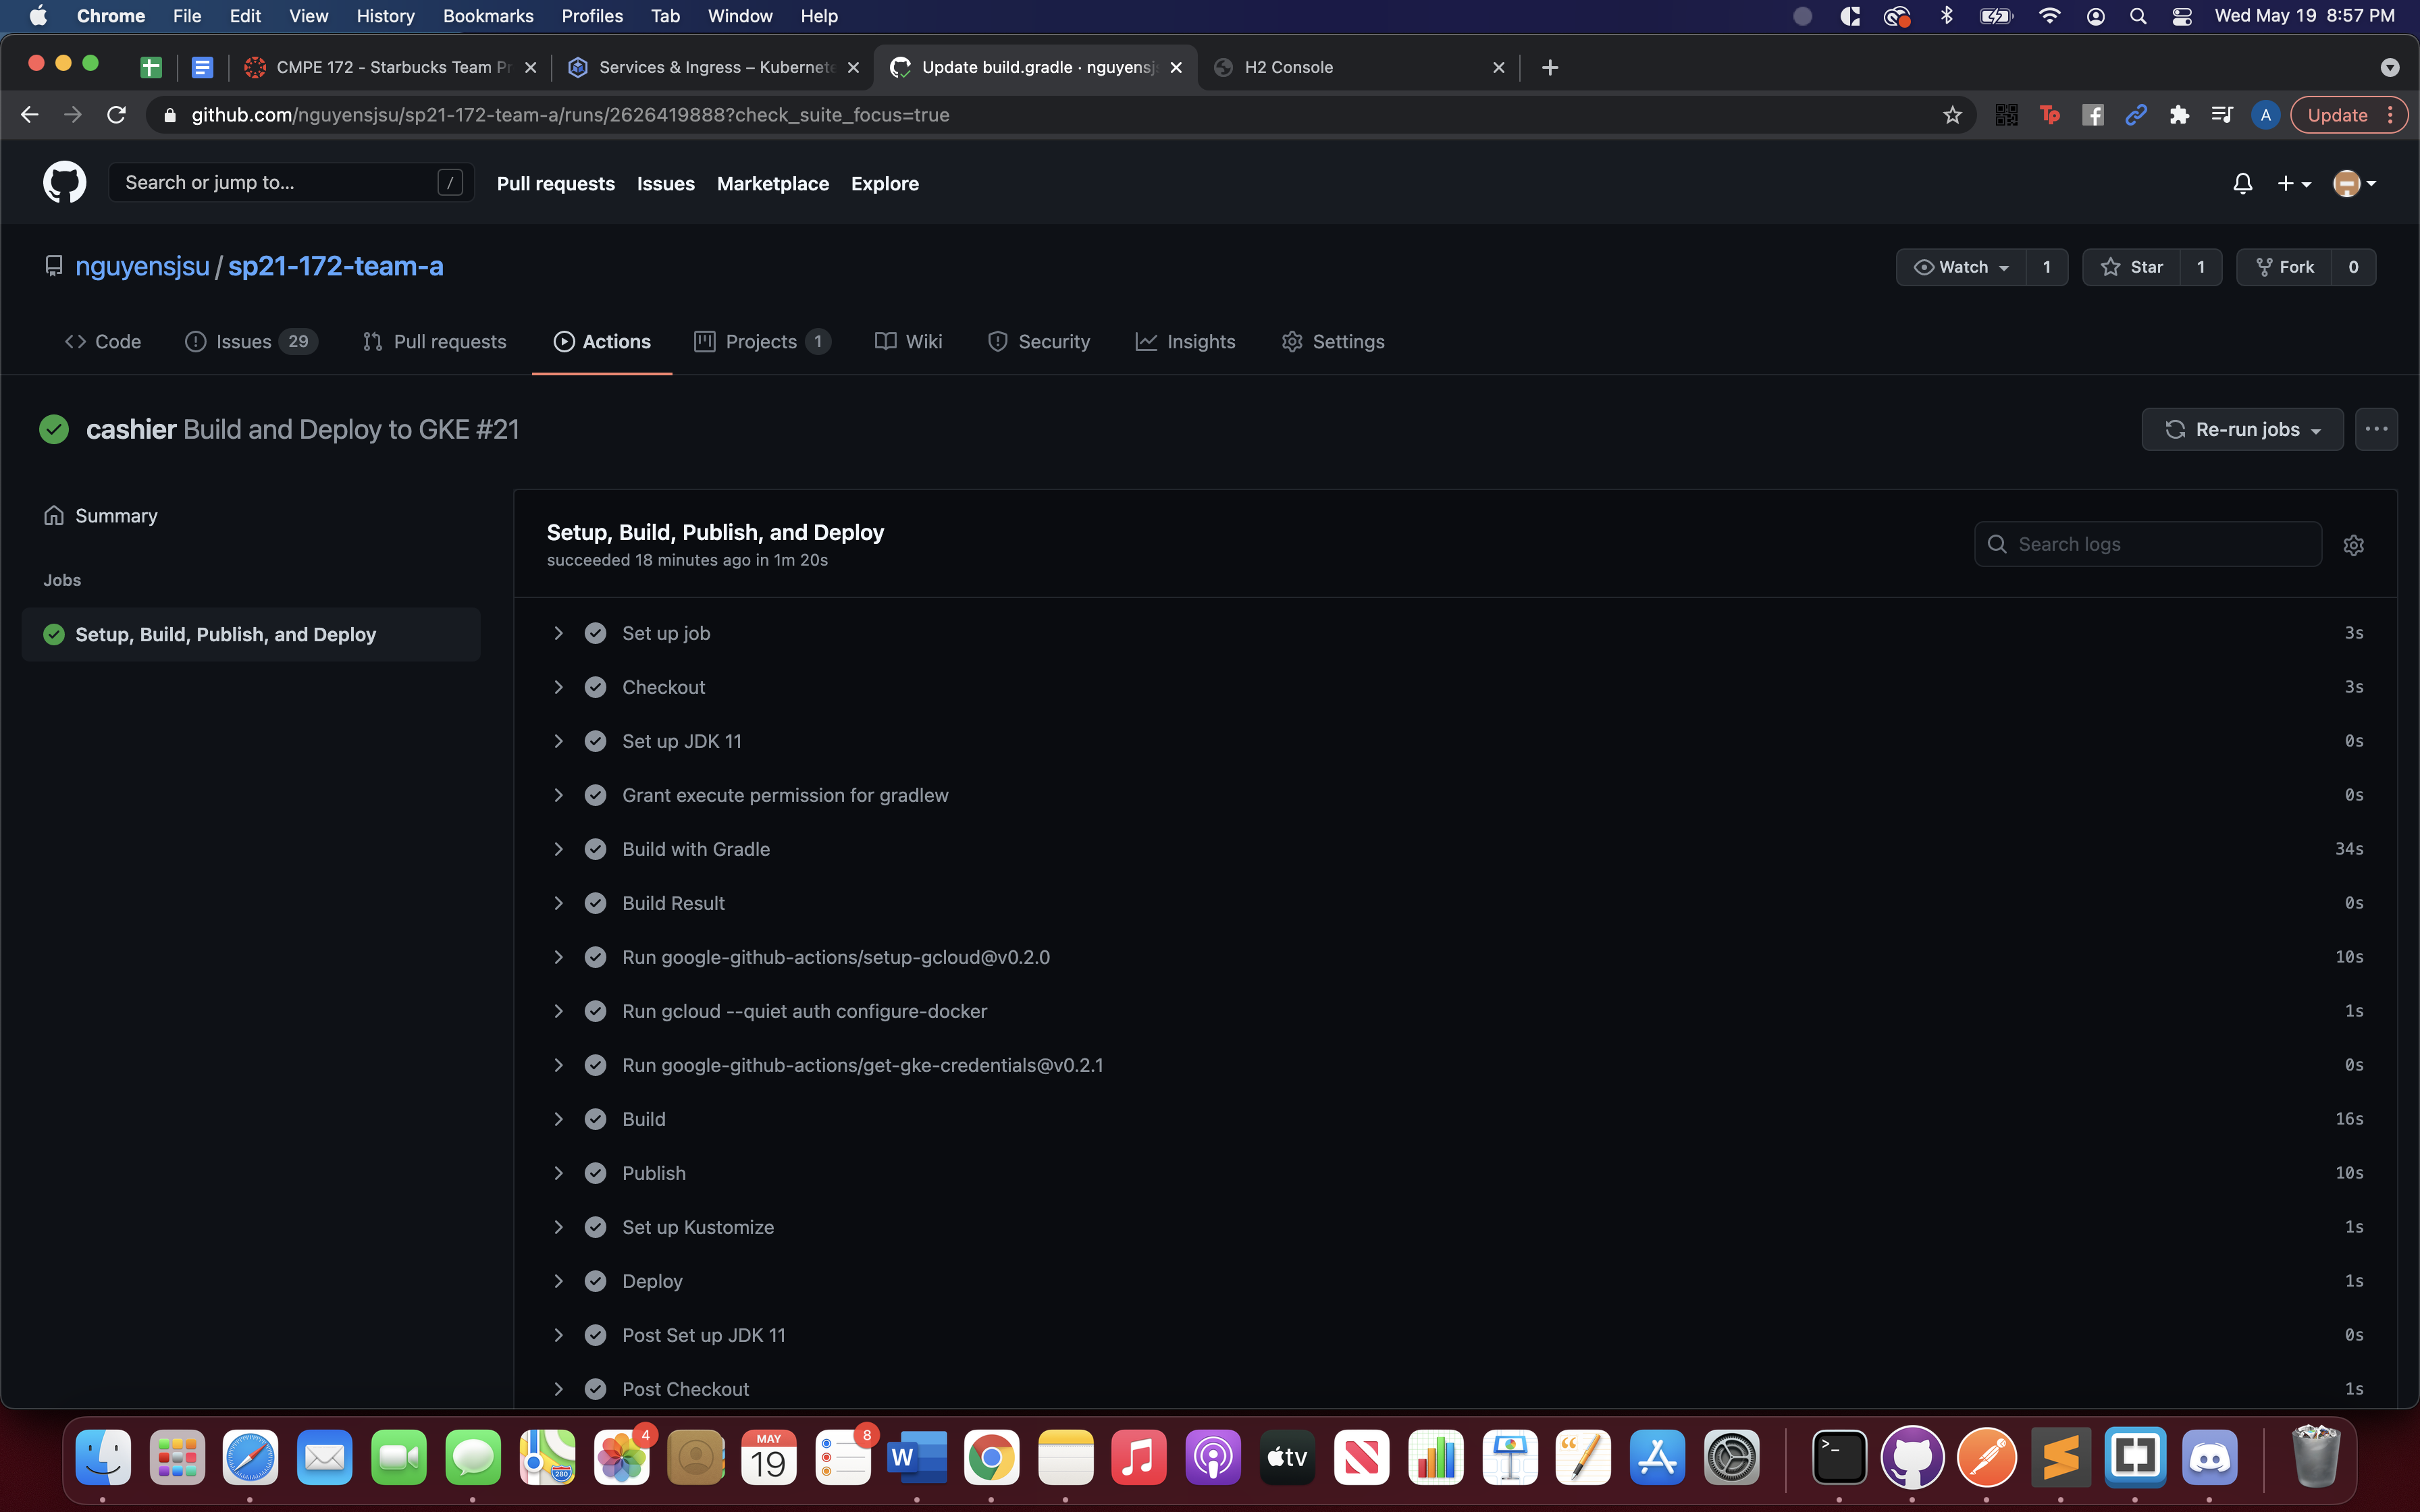 Chrome File Edit View History Bookmarks Profiles Tab Window Help Wed May 19 8:57 PM
CMPE 172 - Starbucks Team Pr Services & Ingress – Kubernete Update build.gradle · nguyensj H2 Console
github.com/nguyensjsu/sp21-172-team-a/runs/2626419888?check_suite_focus=true Tp f A Update
Search or jump to... / Pull requests Issues Marketplace Explore
nguyensjsu / sp21-172-team-a Watch 1 Star 1 Fork 0
Code Issues 29 Pull requests Actions Projects 1 Wiki Security Insights Settings
cashier Build and Deploy to GKE #21 Re-run jobs
Summary
Jobs
Setup, Build, Publish, and Deploy
Setup, Build, Publish, and Deploy
succeeded 18 minutes ago in 1m 20s
Search logs
Set up job 3s
Checkout 3s
Set up JDK 11 0s
Grant execute permission for gradlew 0s
Build with Gradle 34s
Build Result 0s
Run google-github-actions/setup-gcloud@v0.2.0 10s
Run gcloud --quiet auth configure-docker 1s
Run google-github-actions/get-gke-credentials@v0.2.1 0s
Build 16s
Publish 10s
Set up Kustomize 1s
Deploy 1s
Post Set up JDK 11 0s
Post Checkout 1s
280 4 MAY 19 8 W tv >_